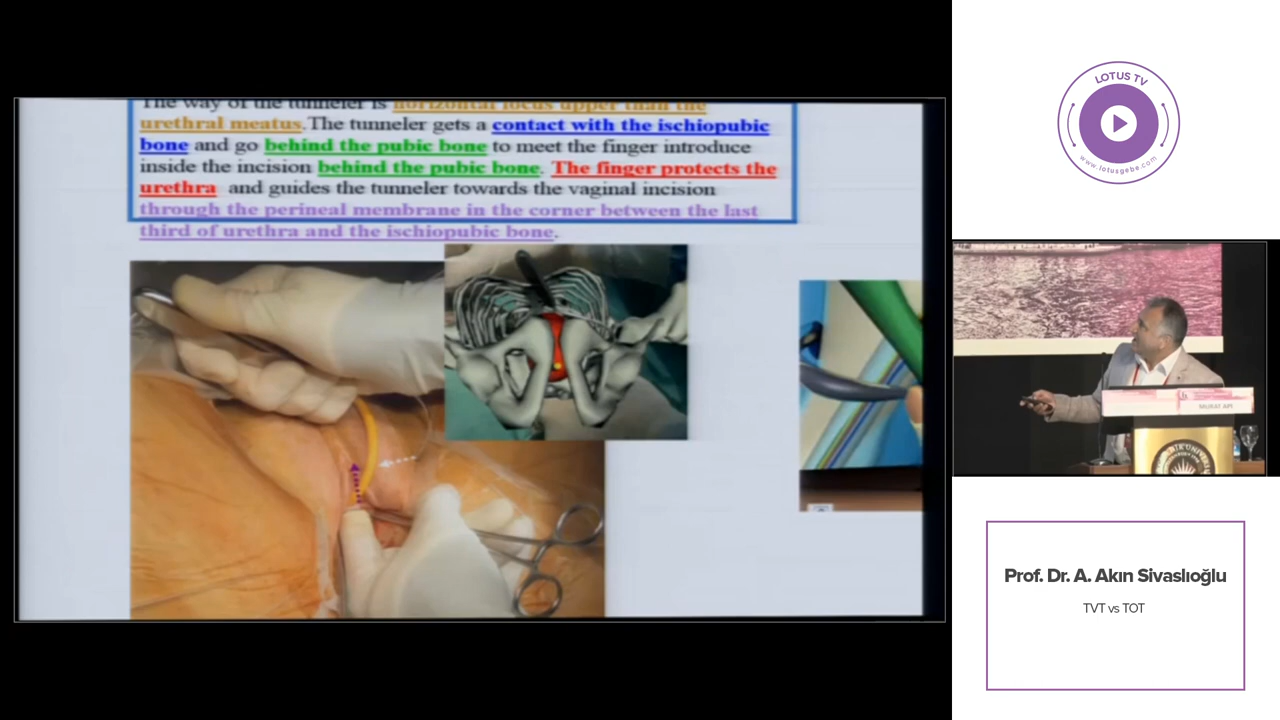 The way of the tunneler is horizontal locus upper than the
urethral meatus.The tunneler gets a contact with the ischiopubic
bone and go behind the pubic bone to meet the finger introduce
inside the incision behind the pubic bone. The finger protects the
urethra and guides the tunneler towards the vaginal incision
through the perineal membrane in the corner between the last
third of urethra and the ischiopubic bone.
LOTUS TV
www.lotusgebe.com
MURAT API
Prof. Dr. A. Akın Sivaslıoğlu
TVT vs TOT